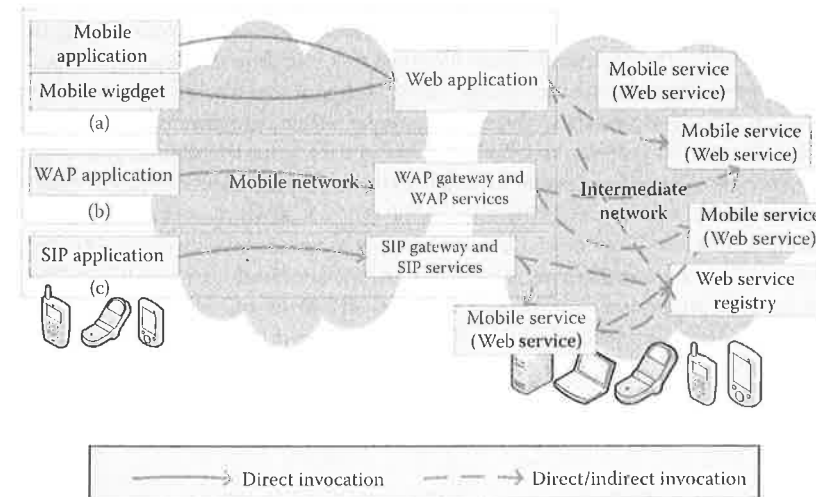 Mobile
application
Mobile wigdget
(a)
Web application
Mobile service
(Web service)
Mobile service
(Web service)
WAP application
(b)
Mobile network
WAP gateway and
WAP services
Intermediate
network
Mobile service
(Web service)
SIP application
(c)
SIP gateway and
SIP services
Web service
registry
Mobile service
(Web service)
Direct invocation
Direct/indirect invocation